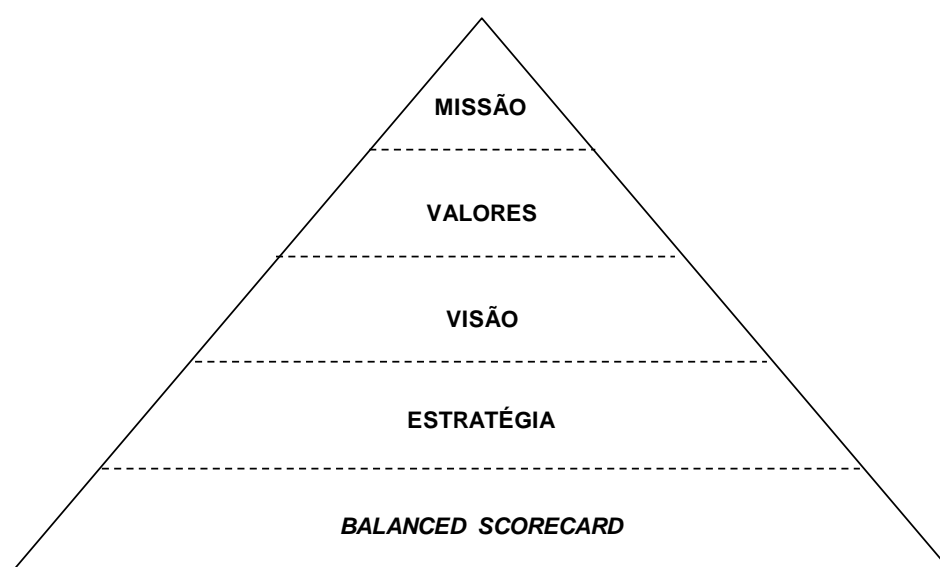 MISSÃO
VALORES
VISÃO
ESTRATÉGIA
BALANCED SCORECARD